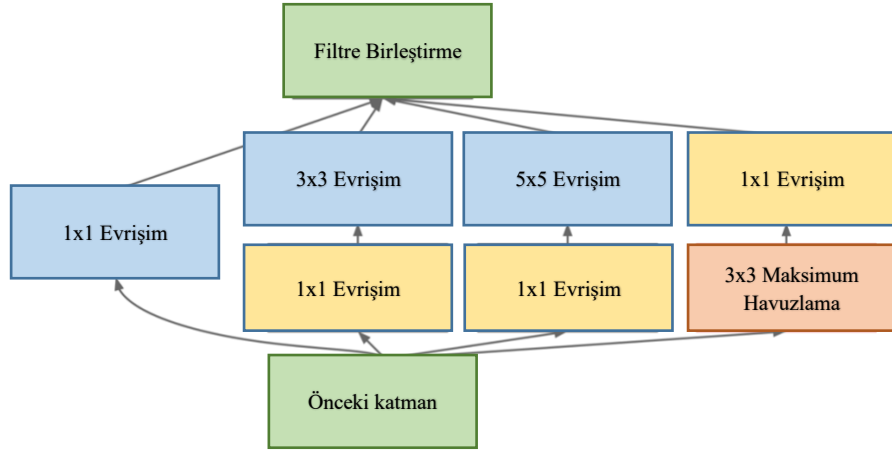 Filtre Birleştirme
3x3 Evrişim
5x5 Evrişim
1x1 Evrişim
1x1 Evrişim
1x1 Evrişim
1x1 Evrişim
3x3 Maksimum
Havuzlama
Önceki katman